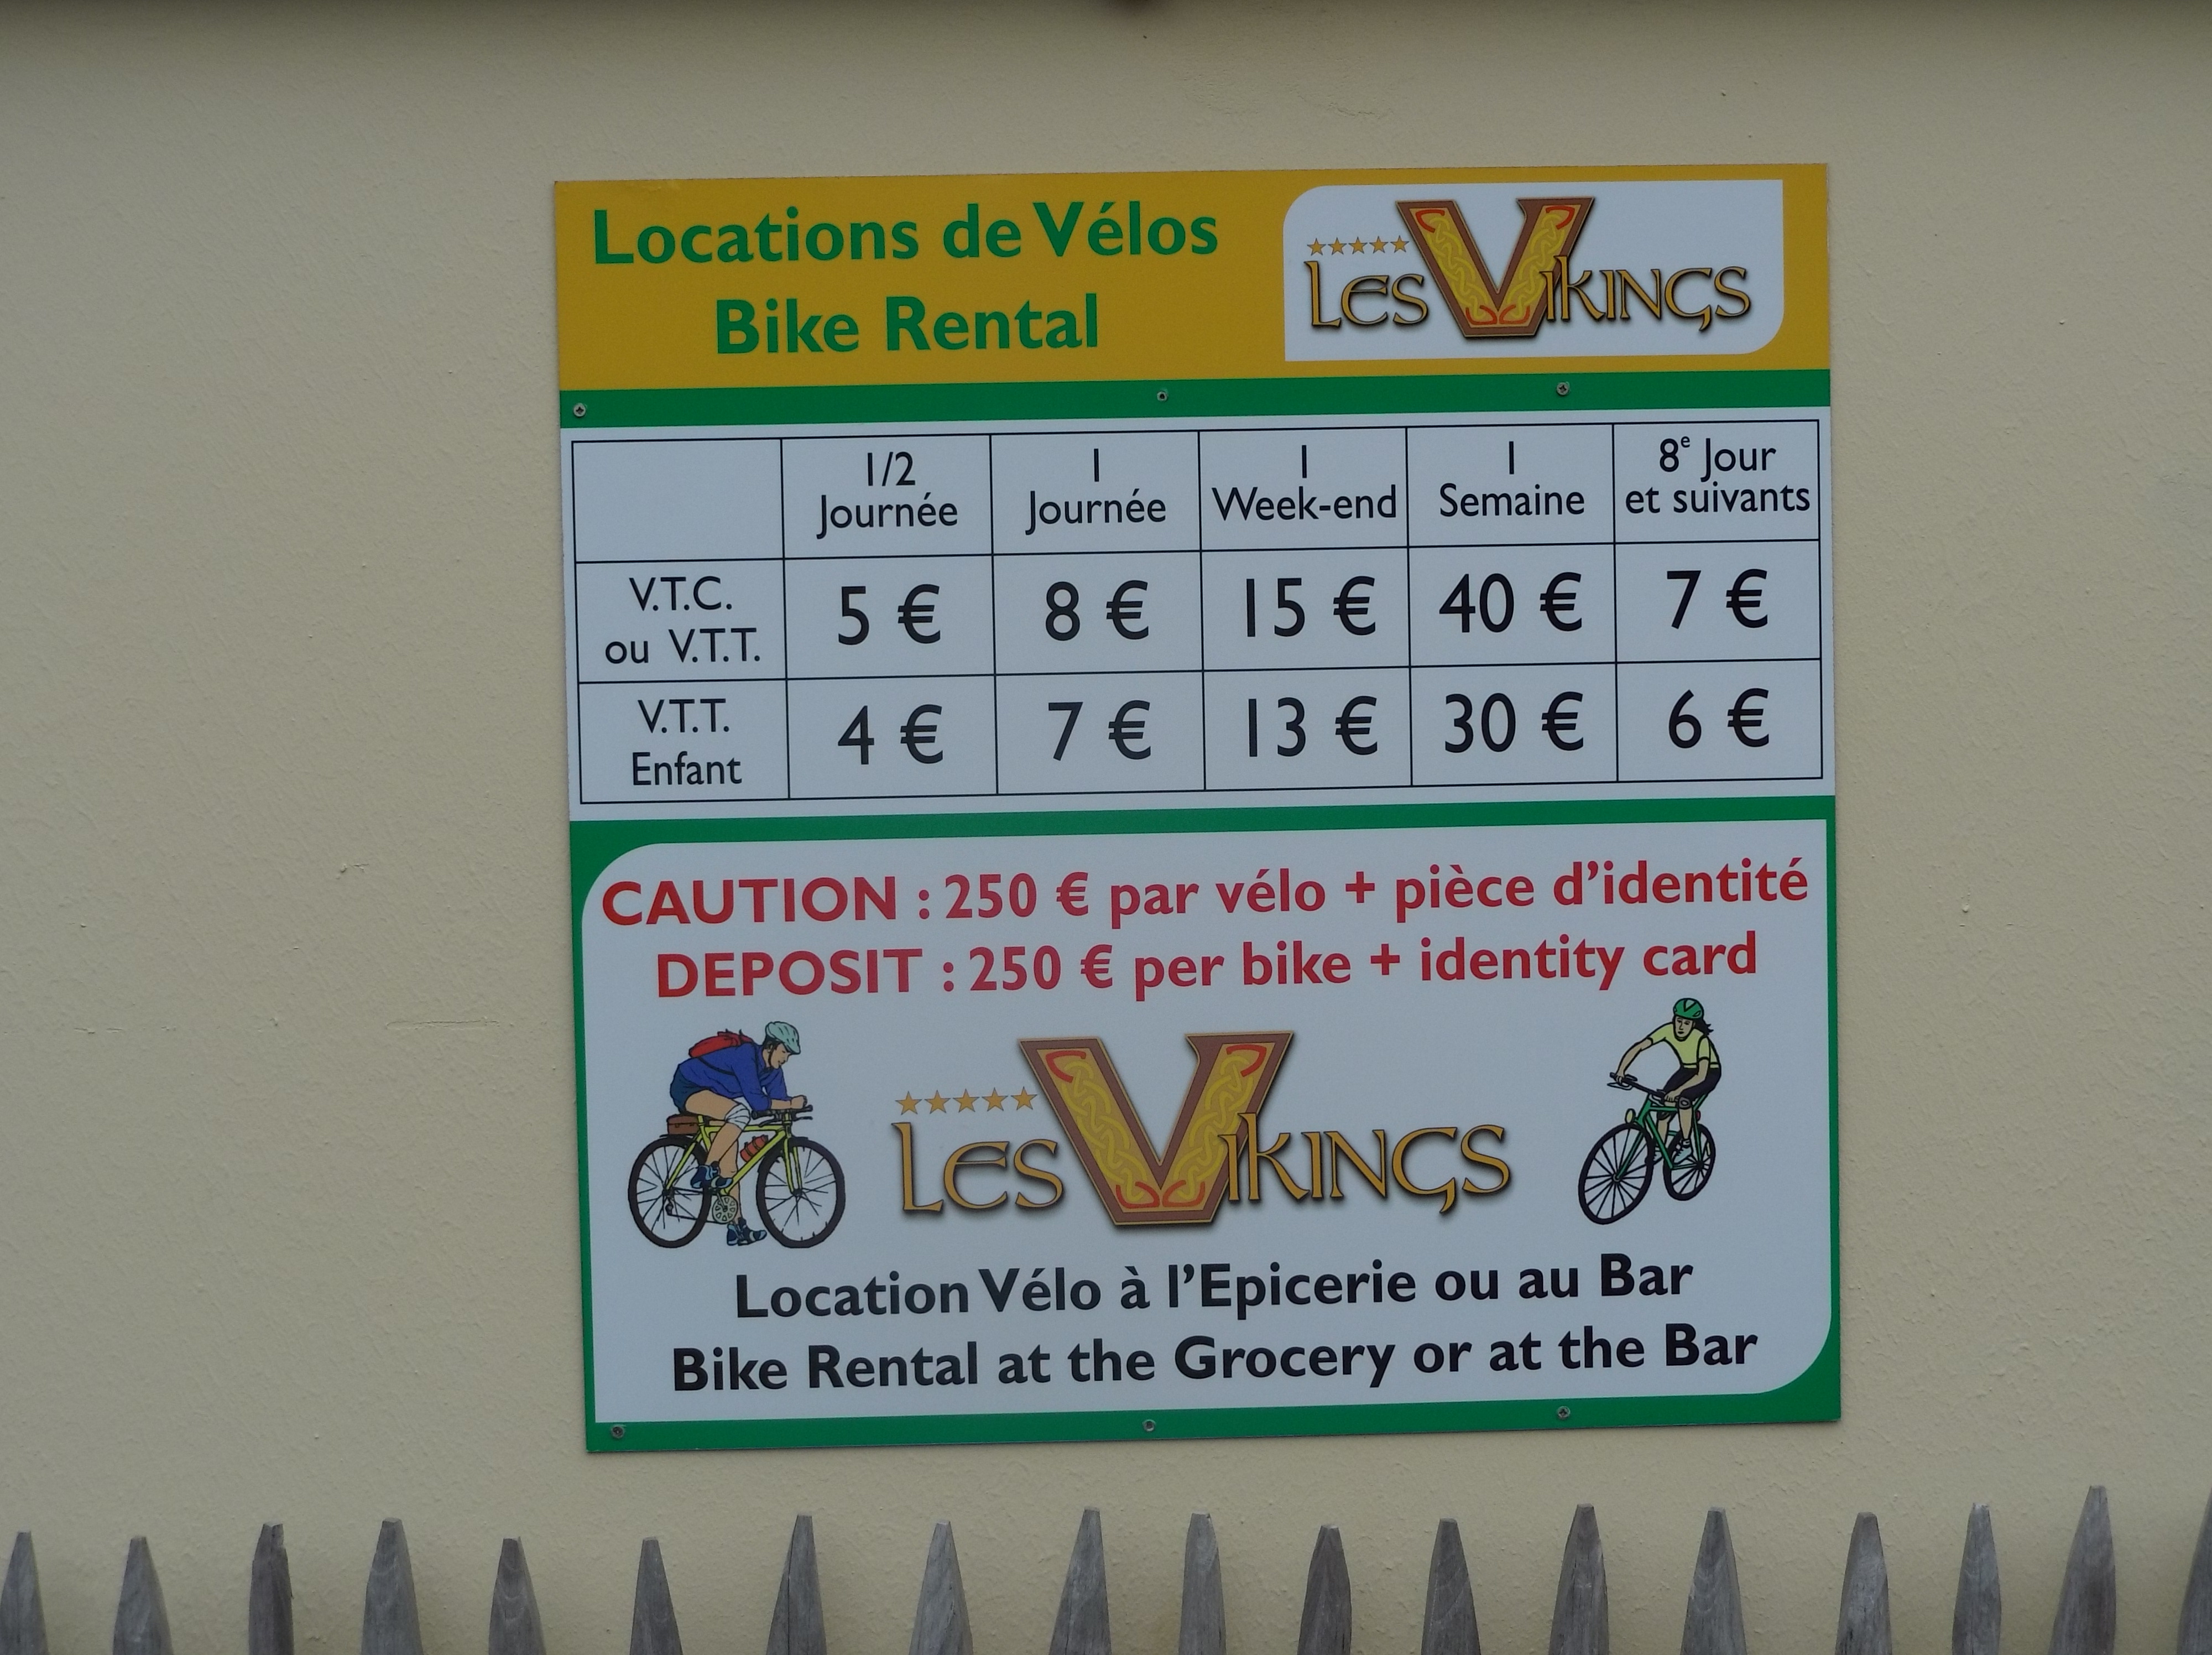 Locations de Vélos
Bike Rental
Les Vikings
1/2 Journée
1 Journée
1 Week-end
1 Semaine
8e Jour et suivants
V.T.C. ou V.T.T.
5 €
8 €
15 €
40 €
7 €
V.T.T. Enfant
4 €
7 €
13 €
30 €
6 €
CAUTION : 250 € par vélo + pièce d'identité
DEPOSIT : 250 € per bike + identity card
Les Vikings
Location Vélo à l'Epicerie ou au Bar
Bike Rental at the Grocery or at the Bar